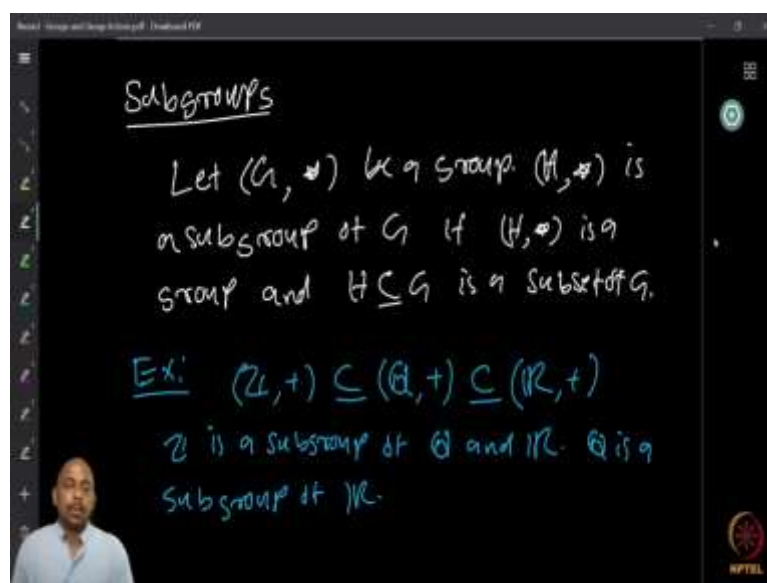 Subgroups
Let (G, *) be a group. (H, *) is
a subgroup of G if (H, *) is a
group and H ⊆ G is a subset of G.
Ex: (ℤ, +) ⊆ (ℚ, +) ⊆ (ℝ, +)
ℤ is a subgroup of ℚ and ℝ. ℚ is a
subgroup of ℝ.
NPTEL